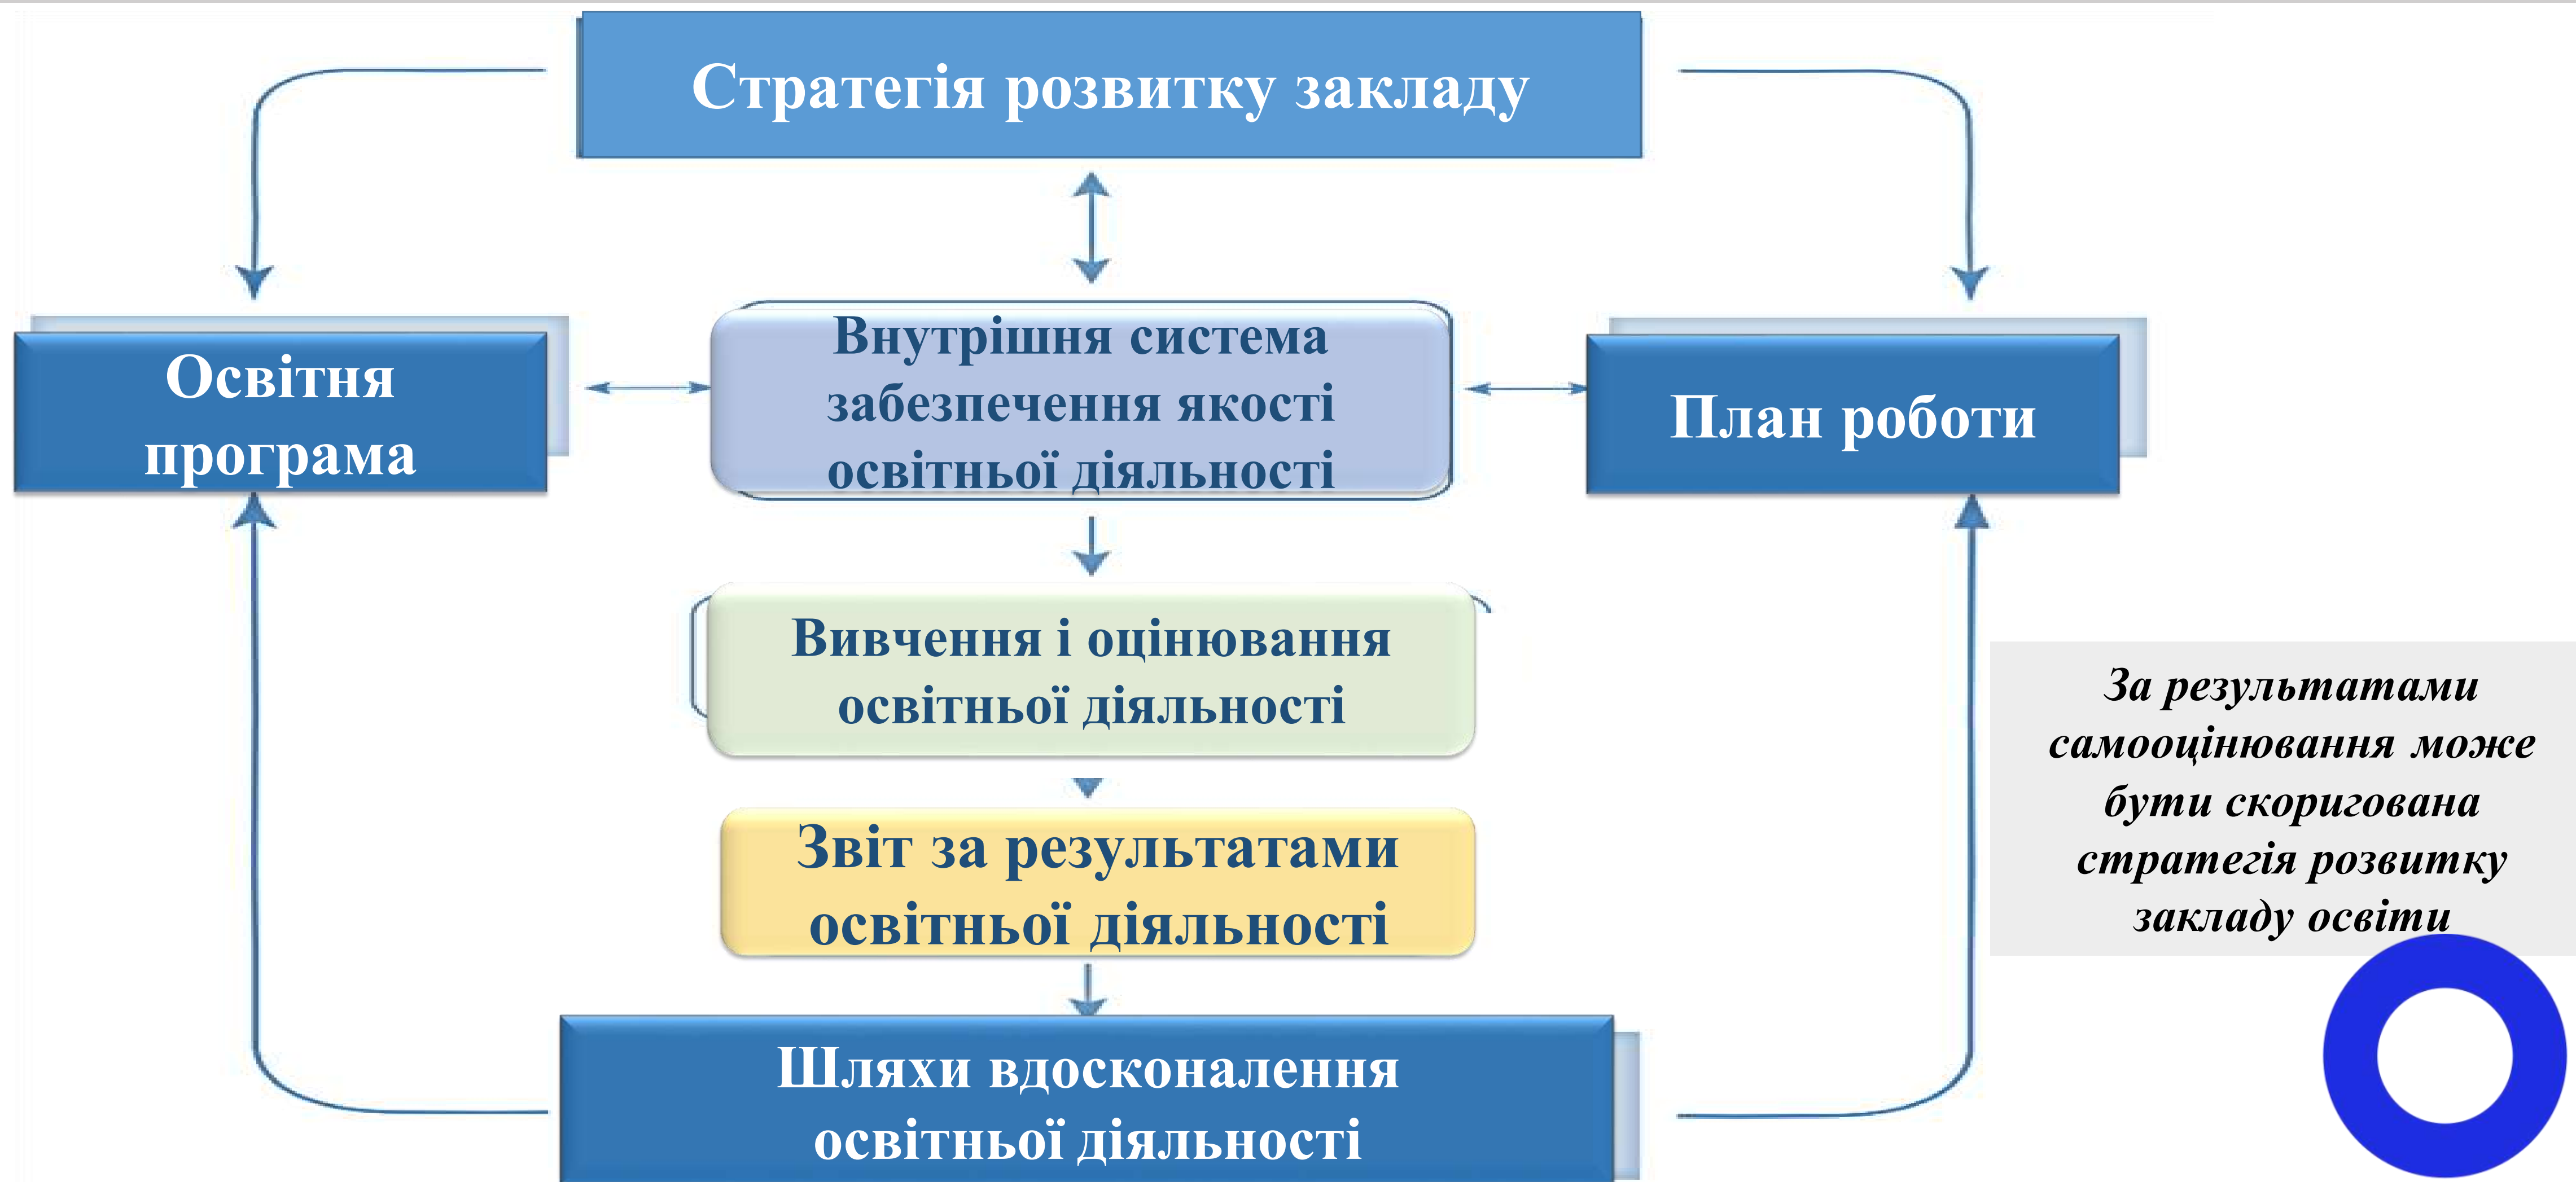 Стратегія розвитку закладу
Освітня
програма
Внутрішня система
забезпечення якості
освітньої діяльності
План роботи
Вивчення і оцінювання
освітньої діяльності
Звіт за результатами
освітньої діяльності
Шляхи вдосконалення
освітньої діяльності
За результатами
самооцінювання може
бути скоригована
стратегія розвитку
закладу освіти